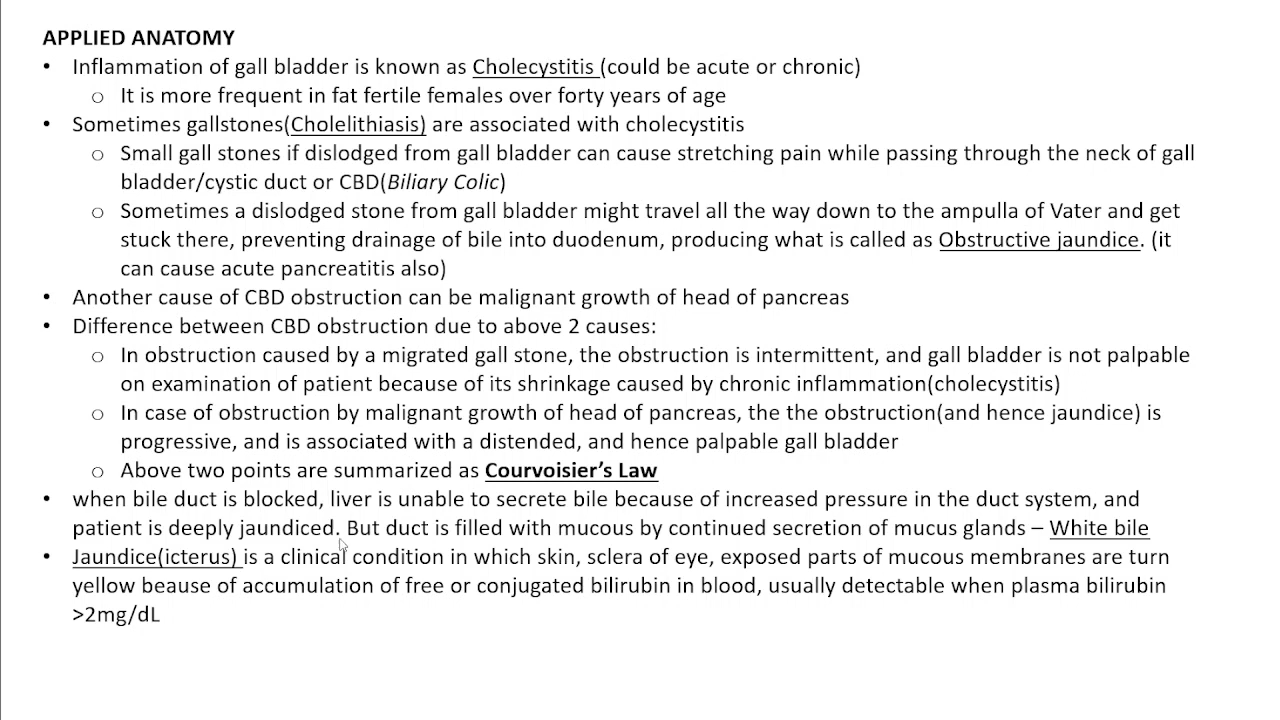 APPLIED ANATOMY
• Inflammation of gall bladder is known as Cholecystitis (could be acute or chronic)
o It is more frequent in fat fertile females over forty years of age
• Sometimes gallstones(Cholelithiasis) are associated with cholecystitis
o Small gall stones if dislodged from gall bladder can cause stretching pain while passing through the neck of gall
bladder/cystic duct or CBD(Biliary Colic)
o Sometimes a dislodged stone from gall bladder might travel all the way down to the ampulla of Vater and get
stuck there, preventing drainage of bile into duodenum, producing what is called as Obstructive jaundice. (it
can cause acute pancreatitis also)
• Another cause of CBD obstruction can be malignant growth of head of pancreas
• Difference between CBD obstruction due to above 2 causes:
o In obstruction caused by a migrated gall stone, the obstruction is intermittent, and gall bladder is not palpable
on examination of patient because of its shrinkage caused by chronic inflammation(cholecystitis)
o In case of obstruction by malignant growth of head of pancreas, the the obstruction(and hence jaundice) is
progressive, and is associated with a distended, and hence palpable gall bladder
o Above two points are summarized as Courvoisier's Law
• when bile duct is blocked, liver is unable to secrete bile because of increased pressure in the duct system, and
patient is deeply jaundiced. But duct is filled with mucous by continued secretion of mucus glands – White bile
• Jaundice(icterus) is a clinical condition in which skin, sclera of eye, exposed parts of mucous membranes are turn
yellow beause of accumulation of free or conjugated bilirubin in blood, usually detectable when plasma bilirubin
>2mg/dL